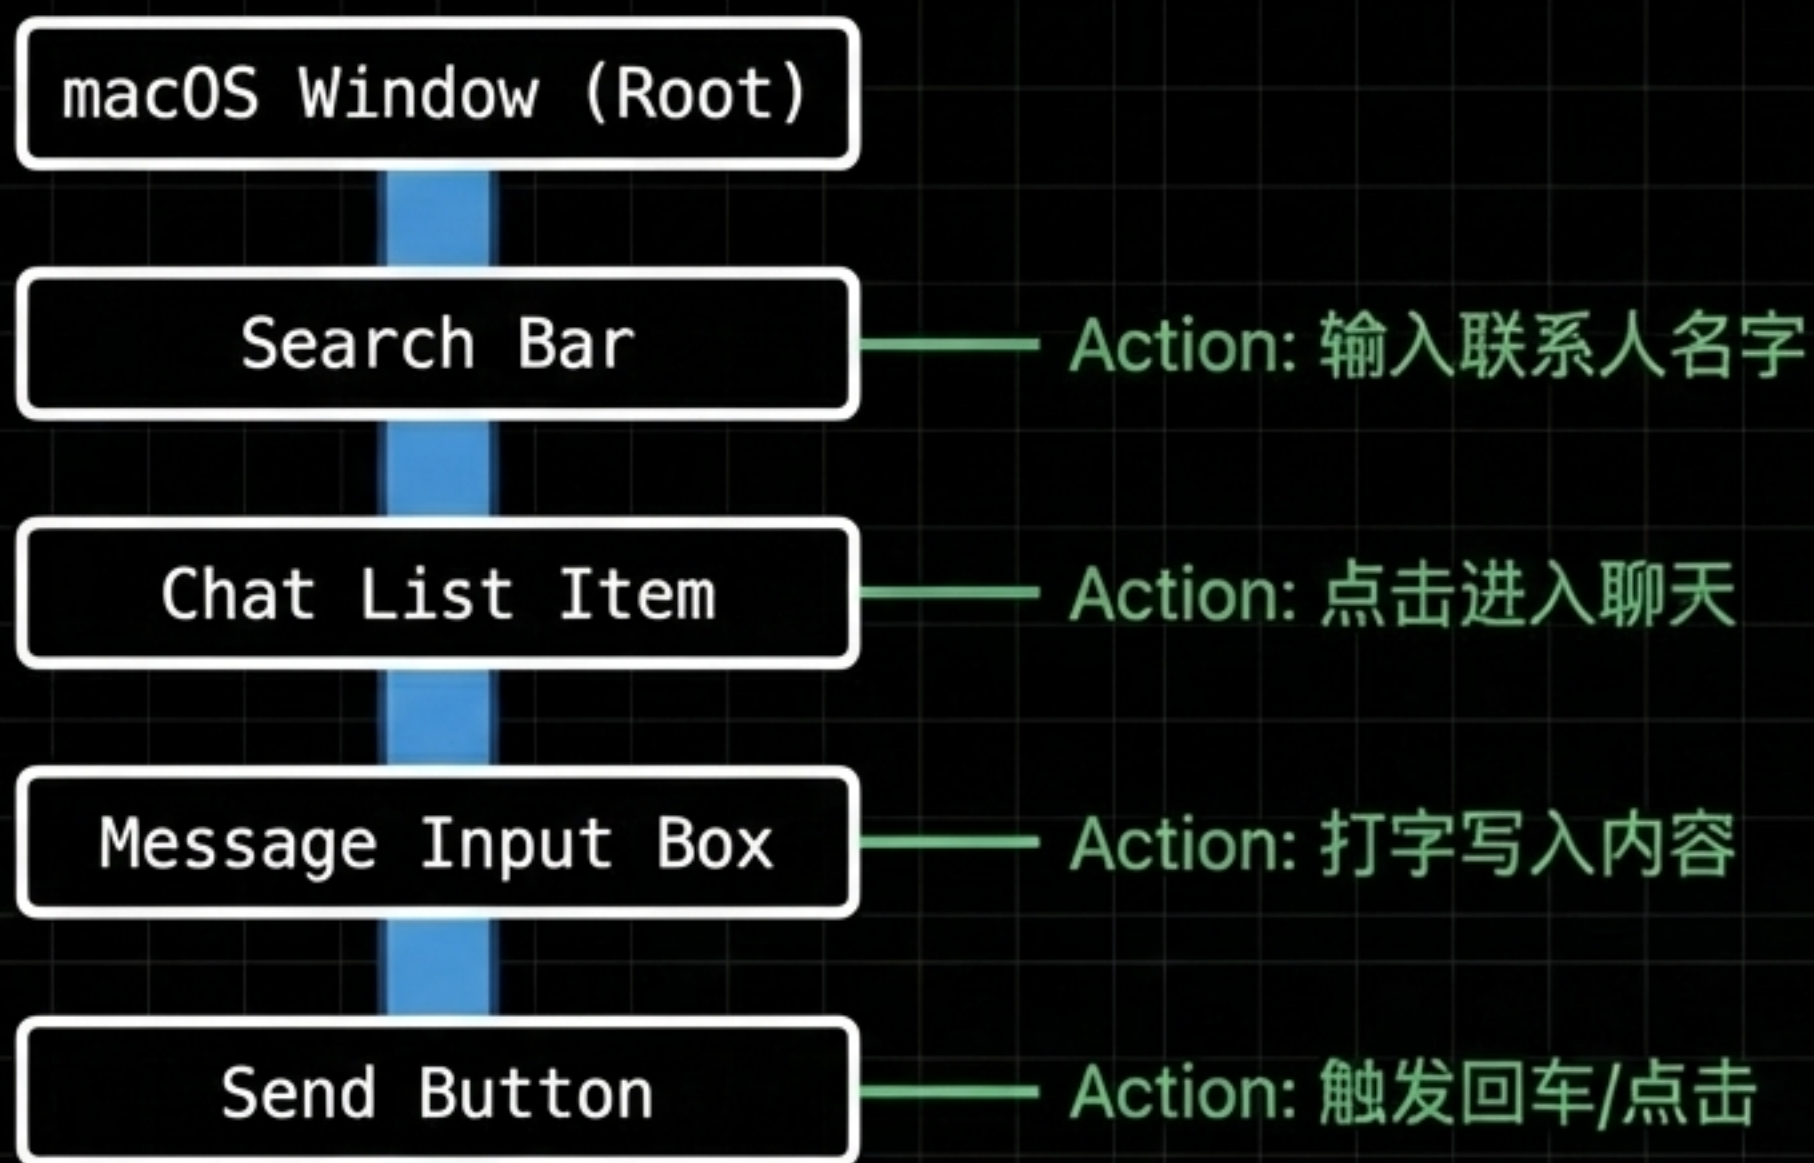 macOS Window (Root)
Search Bar
Action: 输入联系人名字
Chat List Item
Action: 点击进入聊天
Message Input Box
Action: 打字写入内容
Send Button
Action: 触发回车/点击